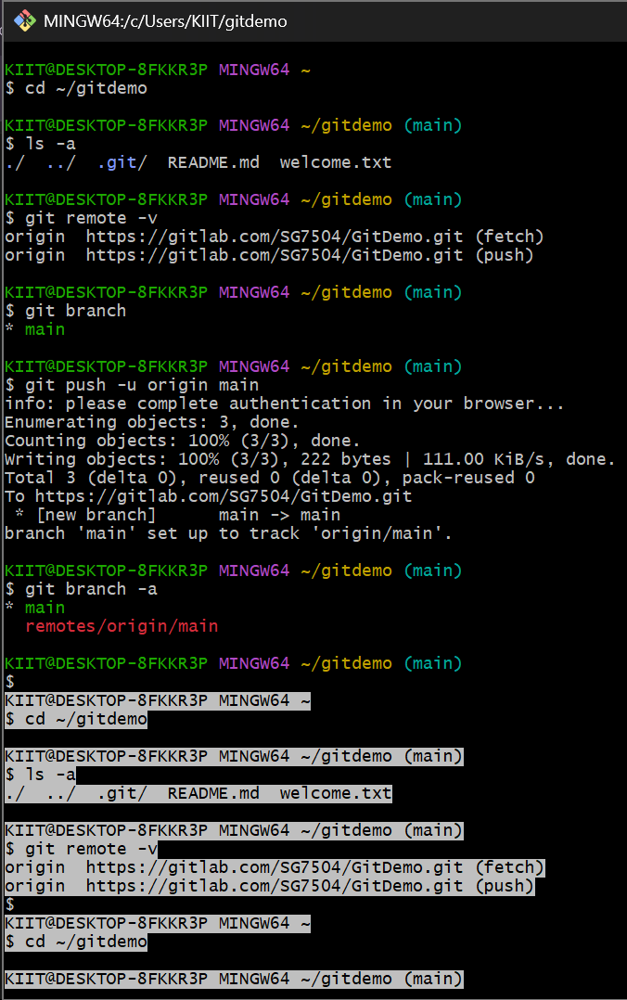 MINGW64:/c/Users/KIIT/gitdemo
KIIT@DESKTOP-8FKKR3P MINGW64 ~
$ cd ~/gitdemo
KIIT@DESKTOP-8FKKR3P MINGW64 ~/gitdemo (main)
$ ls -a
./  ../  .git/  README.md  welcome.txt
KIIT@DESKTOP-8FKKR3P MINGW64 ~/gitdemo (main)
$ git remote -v
origin  https://gitlab.com/SG7504/GitDemo.git (fetch)
origin  https://gitlab.com/SG7504/GitDemo.git (push)
KIIT@DESKTOP-8FKKR3P MINGW64 ~/gitdemo (main)
$ git branch
* main
KIIT@DESKTOP-8FKKR3P MINGW64 ~/gitdemo (main)
$ git push -u origin main
info: please complete authentication in your browser...
Enumerating objects: 3, done.
Counting objects: 100% (3/3), done.
Writing objects: 100% (3/3), 222 bytes | 111.00 KiB/s, done.
Total 3 (delta 0), reused 0 (delta 0), pack-reused 0
To https://gitlab.com/SG7504/GitDemo.git
 * [new branch]      main -> main
branch 'main' set up to track 'origin/main'.
KIIT@DESKTOP-8FKKR3P MINGW64 ~/gitdemo (main)
$ git branch -a
* main
  remotes/origin/main
KIIT@DESKTOP-8FKKR3P MINGW64 ~/gitdemo (main)
$
KIIT@DESKTOP-8FKKR3P MINGW64 ~
$ cd ~/gitdemo
KIIT@DESKTOP-8FKKR3P MINGW64 ~/gitdemo (main)
$ ls -a
./  ../  .git/  README.md  welcome.txt
KIIT@DESKTOP-8FKKR3P MINGW64 ~/gitdemo (main)
$ git remote -v
origin  https://gitlab.com/SG7504/GitDemo.git (fetch)
origin  https://gitlab.com/SG7504/GitDemo.git (push)
$
KIIT@DESKTOP-8FKKR3P MINGW64 ~
$ cd ~/gitdemo
KIIT@DESKTOP-8FKKR3P MINGW64 ~/gitdemo (main)